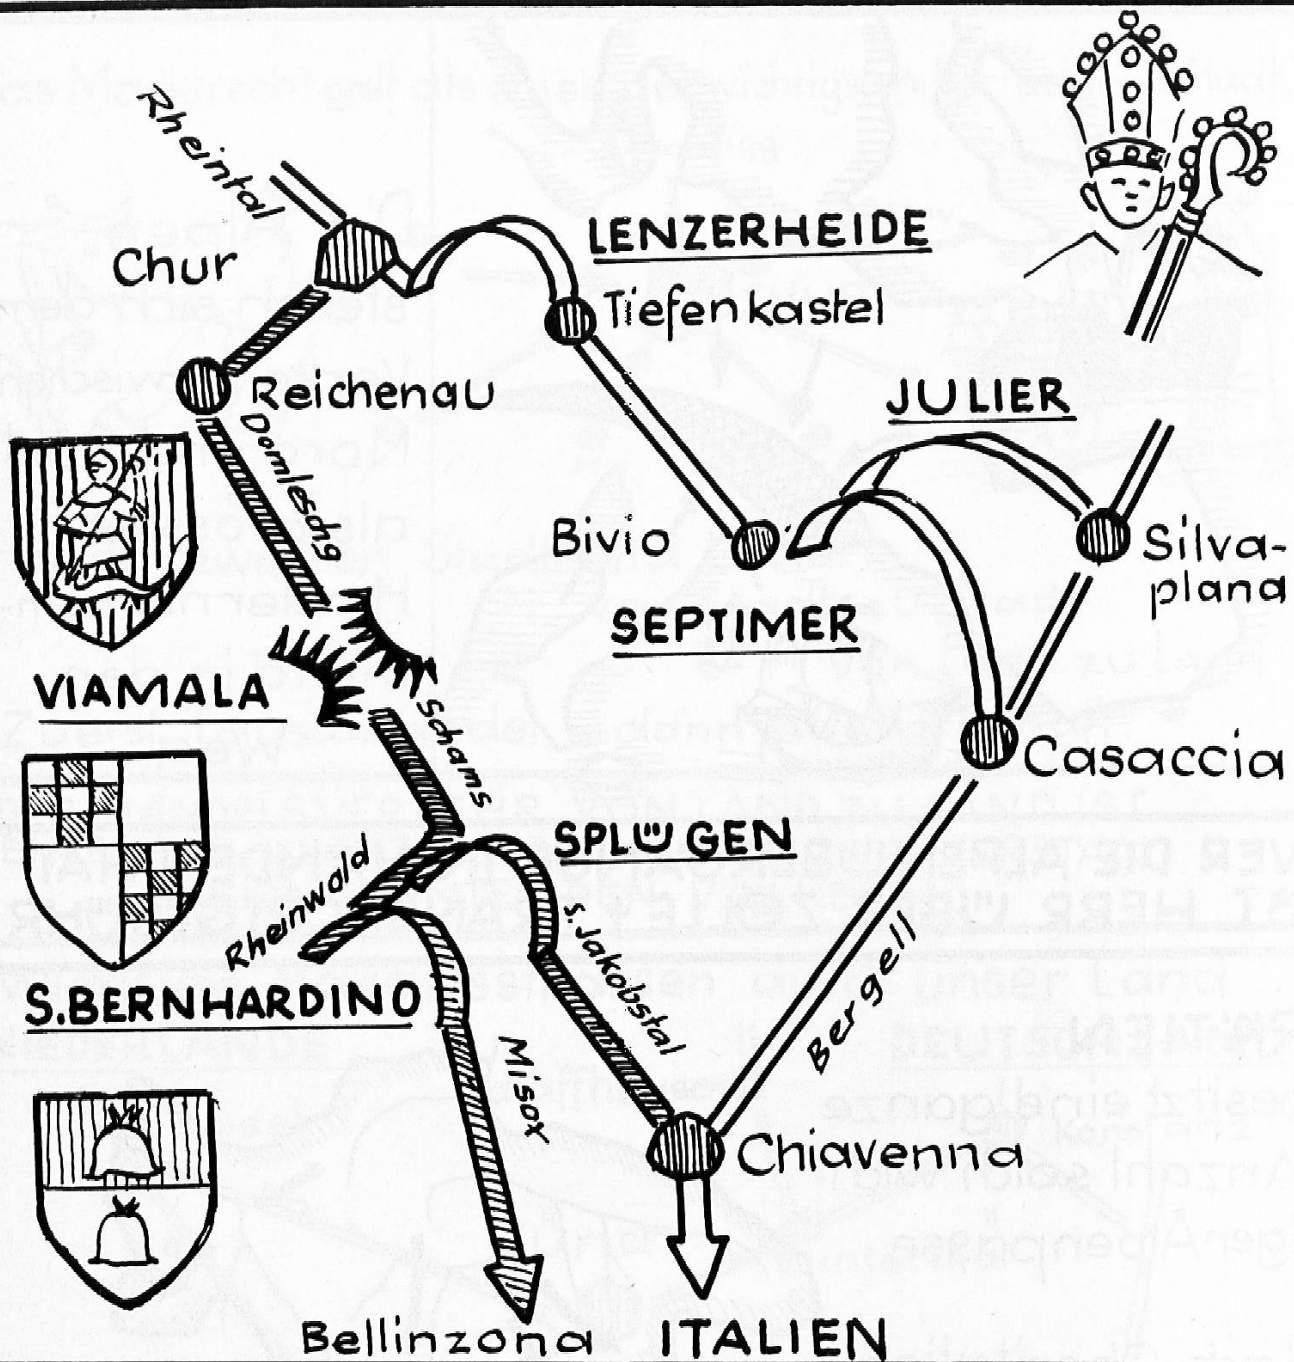 Rheintal
Chur
LENZERHEIDE
Tiefenkastel
Reichenau
JULIER
Domleschg
Bivio
Silva-
plana
SEPTIMER
VIAMALA
Schams
Casaccia
SPLÜGEN
Rheinwald
S. Jakobstal
Bergell
S.BERNHARDINO
Misox
Chiavenna
Bellinzona
ITALIEN